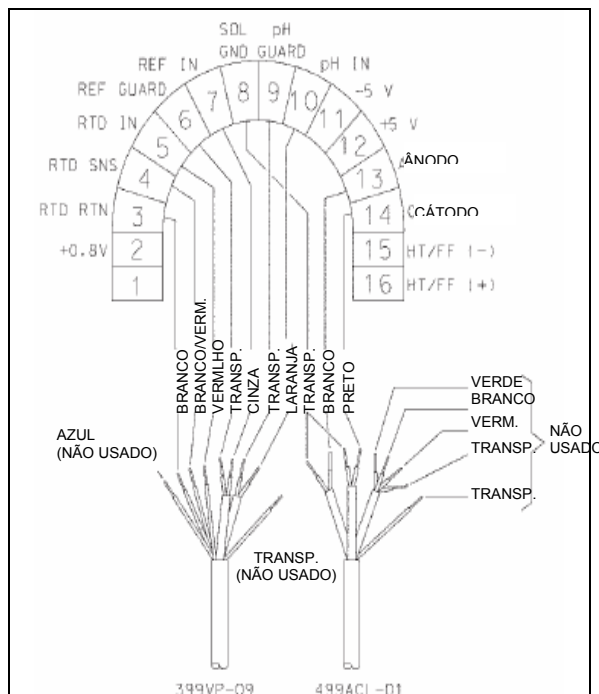 SOL pH
GND GUARD
REF IN
pH IN
REF GUARD
-5 V
RTD IN
+5 V
RTD SNS
ÂNODO
RTD RTN
CÁTODO
+0.8V
HT/FF (-)
HT/FF (+)
1
2
3
4
5
6
7
8
9
10
11
12
13
14
15
16
BRANCO
BRANCO/VERM.
VERMLHO
TRANSP.
CINZA
TRANSP.
LARANJA
TRANSP.
BRANCO
PRETO
VERDE
BRANCO
VERM.
TRANSP.
TRANSP.
NÃO
USADO
AZUL
(NÃO USADO)
TRANSP.
(NÃO USADO)
399VP-09
499ACL-01